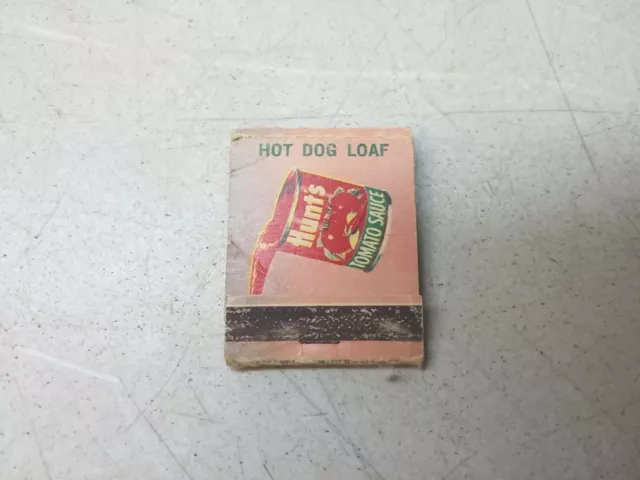 HOT DOG LOAF
Hunt's
TOMATO SAUCE